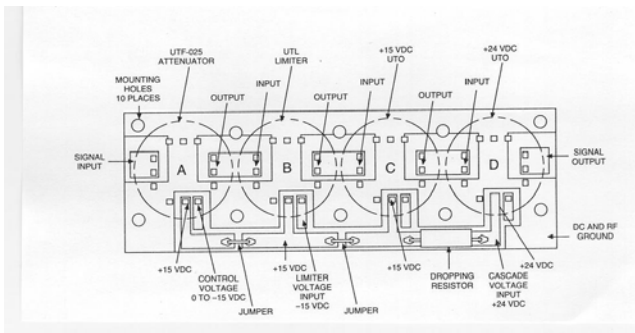 UTF-025
ATTENUATOR
UTL
LIMITER
+15 VDC
UTO
+24 VDC
UTO
MOUNTING
HOLES
10 PLACES
OUTPUT
INPUT
OUTPUT
INPUT
OUTPUT
INPUT
SIGNAL
INPUT
A
B
C
D
SIGNAL
OUTPUT
DC AND RF
GROUND
+15 VDC
CONTROL
VOLTAGE
0 TO –15 VDC
JUMPER
+15 VDC
LIMITER
VOLTAGE
INPUT
–15 VDC
JUMPER
+15 VDC
DROPPING
RESISTOR
CASCADE
VOLTAGE
INPUT
+24 VDC
+24 VDC